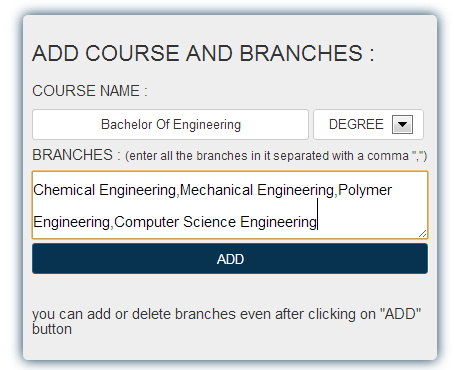 ADD COURSE AND BRANCHES :
COURSE NAME :
Bachelor Of Engineering DEGREE
BRANCHES : (enter all the branches in it separated with a comma ",")
Chemical Engineering,Mechanical Engineering,Polymer
Engineering,Computer Science Engineering
ADD
you can add or delete branches even after clicking on "ADD"
button